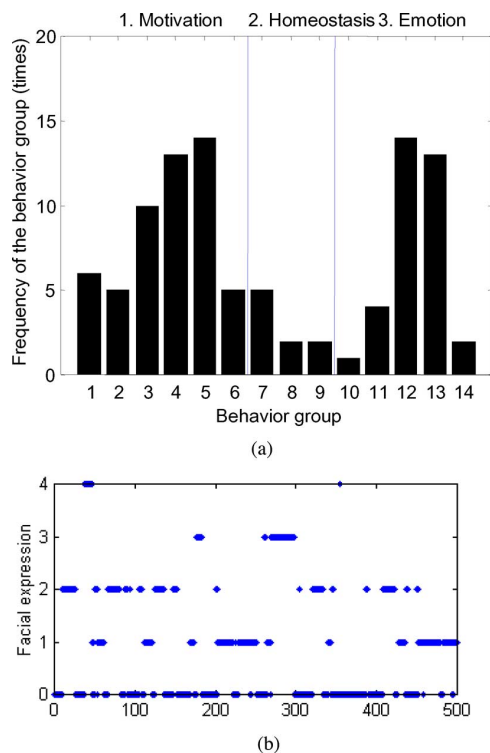 1. Motivation 2. Homeostasis 3. Emotion
Frequency of the behavior group (times)
20
15
10
5
0
1 2 3 4 5 6 7 8 9 10 11 12 13 14
Behavior group
(a)
Facial expression
4
3
2
1
0
0 100 200 300 400 500
(b)